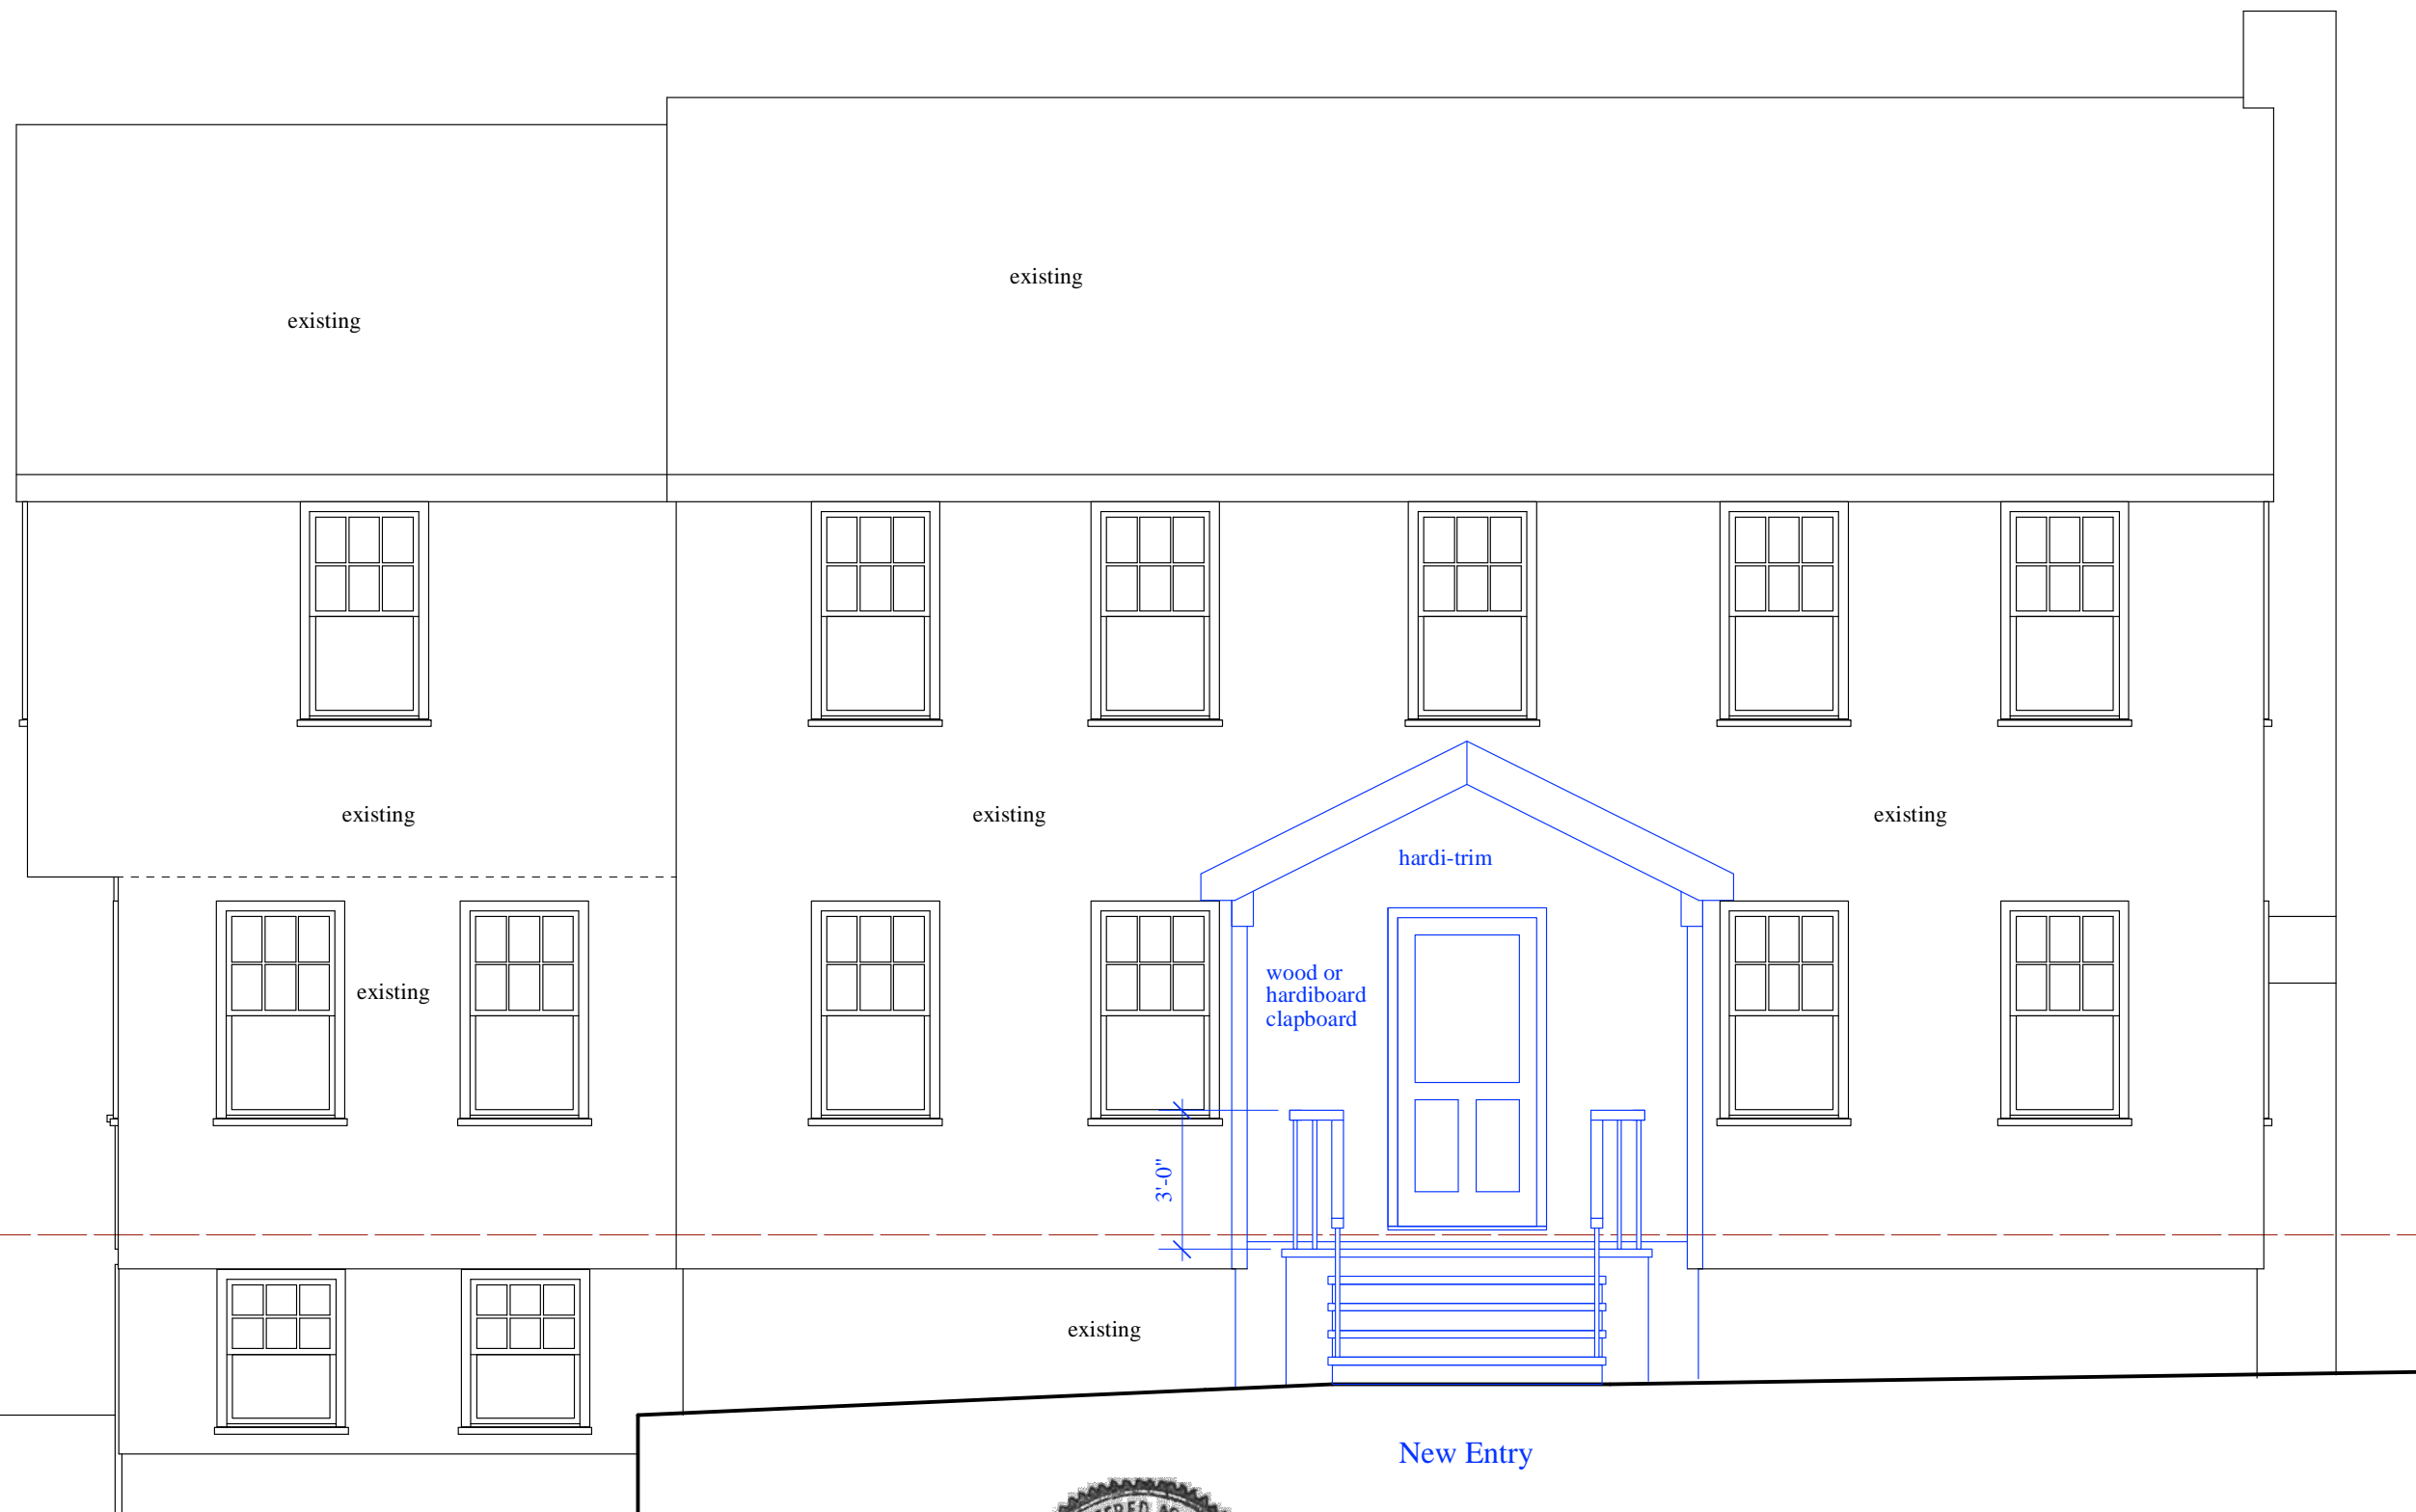 existing
existing
existing
existing
existing
hardi-trim
wood or
hardiboard
clapboard
existing
3'-0"
existing
New Entry